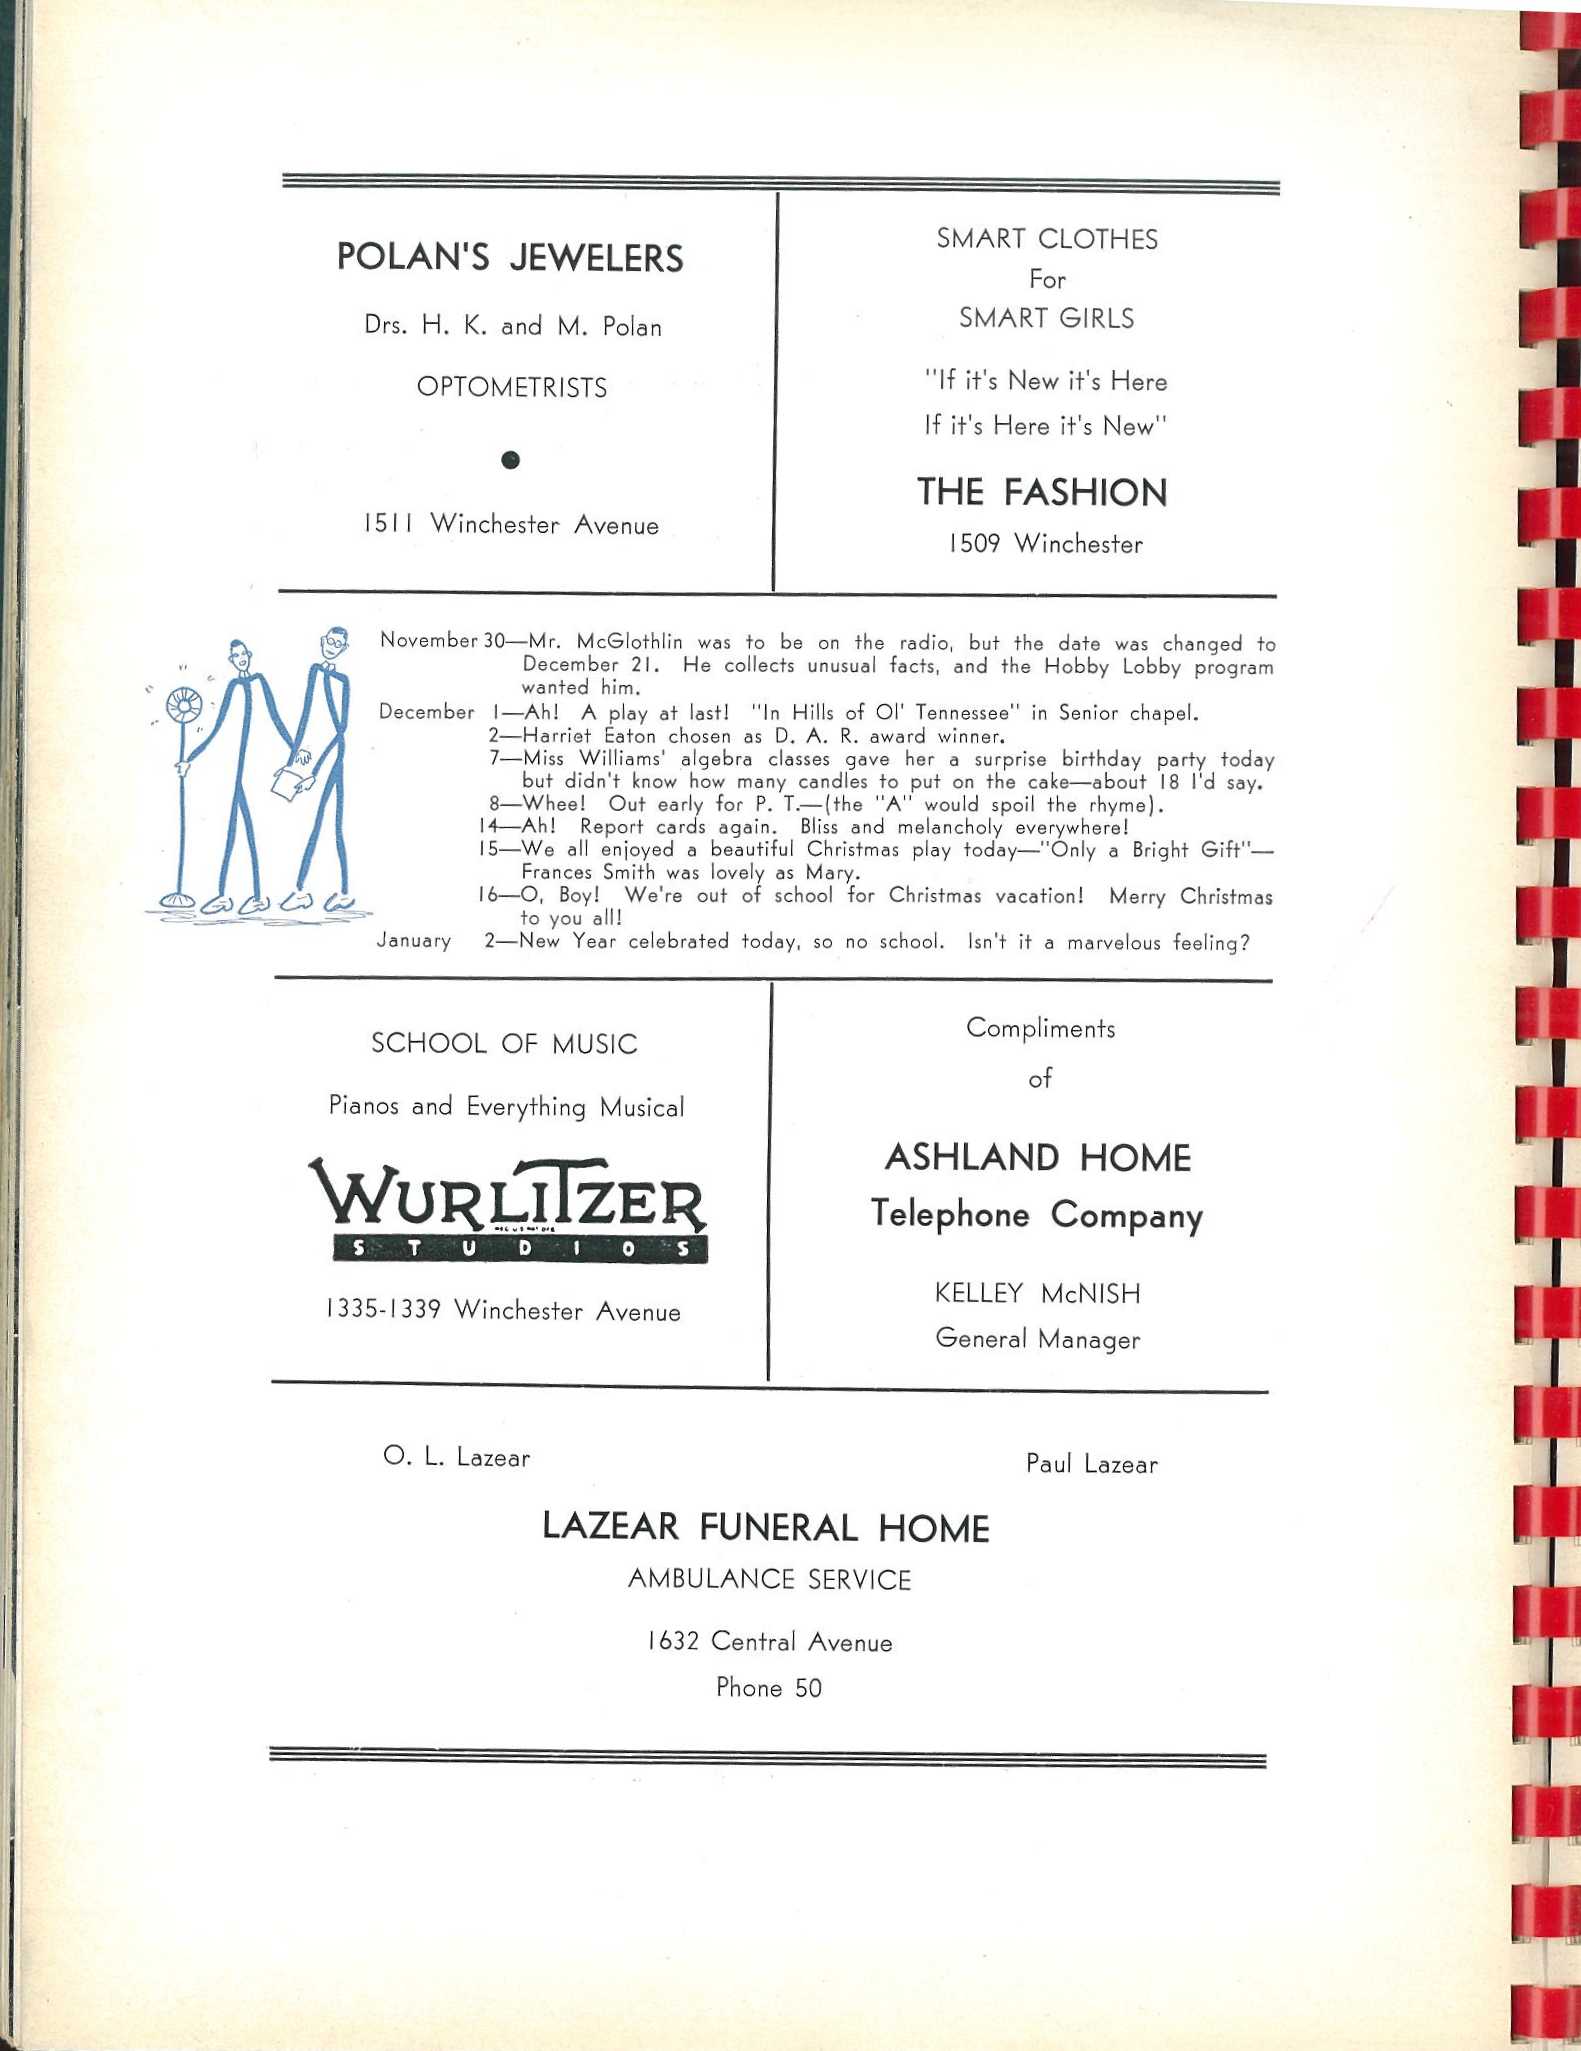 POLAN'S JEWELERS
Drs. H. K. and M. Polan
OPTOMETRISTS
1511 Winchester Avenue
SMART CLOTHES
For
SMART GIRLS
"If it's New it's Here
If it's Here it's New"
THE FASHION
1509 Winchester
November 30—Mr. McGlothlin was to be on the radio, but the date was changed to
December 21. He collects unusual facts, and the Hobby Lobby program
wanted him.
December 1—Ah! A play at last! "In Hills of Ol' Tennessee" in Senior chapel.
2—Harriet Eaton chosen as D. A. R. award winner.
7—Miss Williams' algebra classes gave her a surprise birthday party today
but didn't know how many candles to put on the cake—about 18 I'd say.
8—Whee! Out early for P. T.—(the "A" would spoil the rhyme).
14—Ah! Report cards again. Bliss and melancholy everywhere!
15—We all enjoyed a beautiful Christmas play today—"Only a Bright Gift"—
Frances Smith was lovely as Mary.
16—O, Boy! We're out of school for Christmas vacation! Merry Christmas
to you all!
January 2—New Year celebrated today, so no school. Isn't it a marvelous feeling?
SCHOOL OF MUSIC
Pianos and Everything Musical
WURLITZER
STUDIOS
1335-1339 Winchester Avenue
Compliments
of
ASHLAND HOME
Telephone Company
KELLEY McNISH
General Manager
O. L. Lazear
Paul Lazear
LAZEAR FUNERAL HOME
AMBULANCE SERVICE
1632 Central Avenue
Phone 50